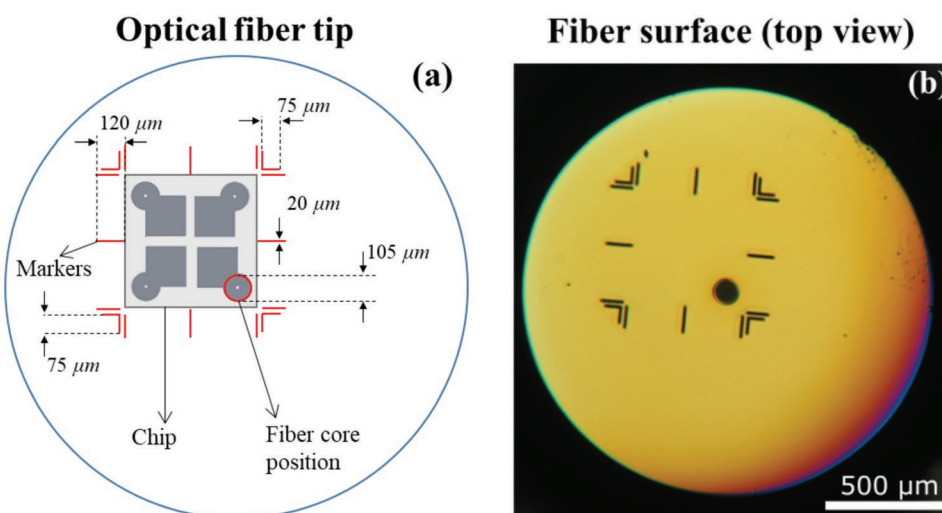 Optical fiber tip
Fiber surface (top view)
(a)
75 μm
120 μm
20 μm
105 μm
Markers
75 μm
Chip
Fiber core
position
(b)
500 μm